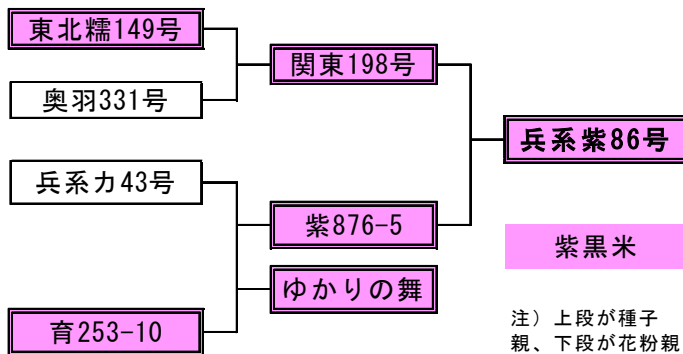 東北糯149号
関東198号
奥羽331号
兵系紫86号
兵系カ43号
紫876-5
紫黒米
ゆかりの舞
育253-10
注）上段が種子
親、下段が花粉親